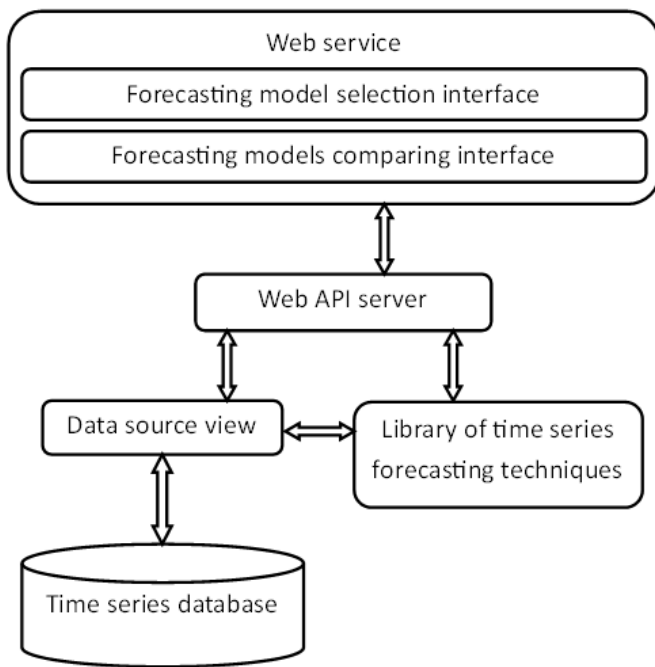 Web service
Forecasting model selection interface
Forecasting models comparing interface
Web API server
Data source view
Library of time series
forecasting techniques
Time series database